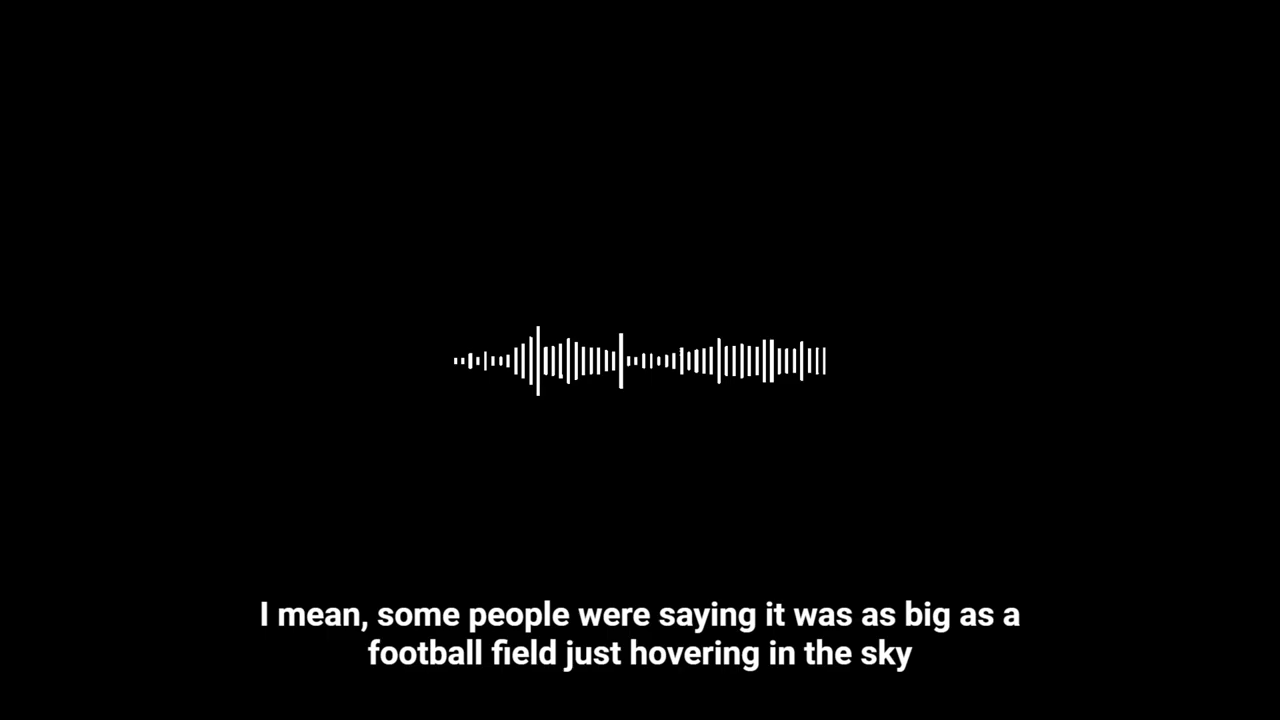 I mean, some people were saying it was as big as a
football field just hovering in the sky